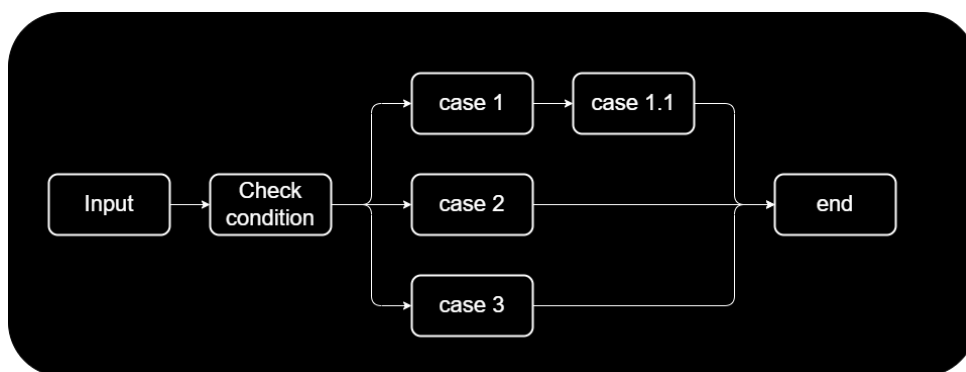 case 1
case 1.1
Input
Check
condition
case 2
end
case 3